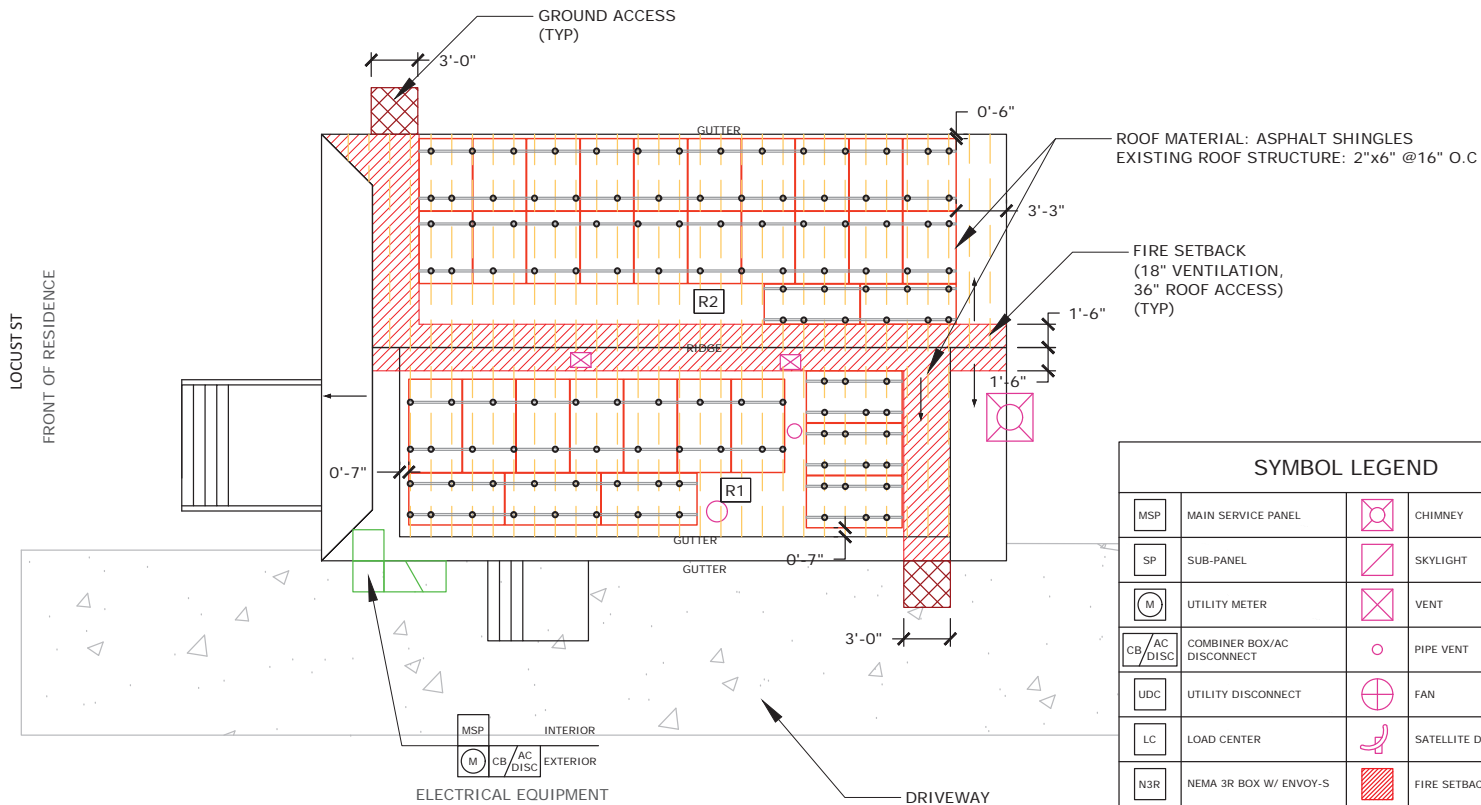 GROUND ACCESS
(TYP)
3'-0"
0'-6"
GUTTER
ROOF MATERIAL: ASPHALT SHINGLES
EXISTING ROOF STRUCTURE: 2"x6" @16" O.C
3'-3"
FIRE SETBACK
(18" VENTILATION,
36" ROOF ACCESS)
(TYP)
LOCUST ST
FRONT OF RESIDENCE
R2
1'-6"
RIDGE
1'-6"
0'-7"
R1
GUTTER
0'-7"
GUTTER
3'-0"
MSP
INTERIOR
M
CB/AC DISC
EXTERIOR
ELECTRICAL EQUIPMENT
DRIVEWAY
SYMBOL LEGEND
MSP MAIN SERVICE PANEL
CHIMNEY
SP SUB-PANEL
SKYLIGHT
M UTILITY METER
VENT
CB/AC DISC COMBINER BOX/AC
DISCONNECT
PIPE VENT
UDC UTILITY DISCONNECT
FAN
LC LOAD CENTER
SATELLITE D
N3R NEMA 3R BOX W/ ENVOY-S
FIRE SETBAC